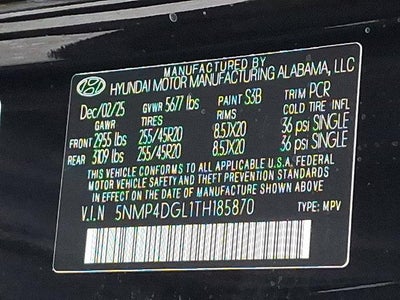 MANUFACTURED BY
HYUNDAI MOTOR MANUFACTURING ALABAMA, LLC
Dec/02/25 GVWR 5677 lbs PAINT S3B TRIM PCR
GAWR TIRES RIMS COLD TIRE INFL
FRONT 2955 lbs 255/45R20 8.5JX20 36 psi SINGLE
REAR 3109 lbs 255/45R20 8.5JX20 36 psi SINGLE
THIS VEHICLE CONFORMS TO ALL APPLICABLE U.S.A. FEDERAL
MOTOR VEHICLE SAFETY AND THEFT PREVENTION STANDARDS
IN EFFECT ON THE DATE OF MANUFACTURE SHOWN ABOVE
V.I.N 5NMP4DGL1TH185870 TYPE: MPV